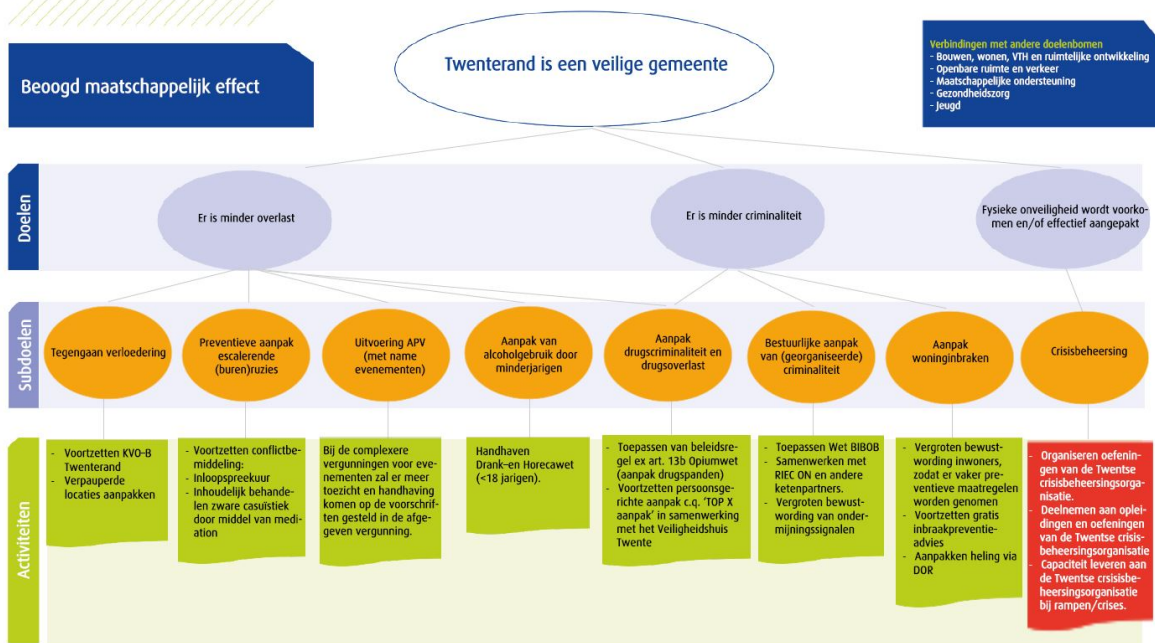 Beoogd maatschappelijk effect
Twenterand is een veilige gemeente
Verbindingen met andere doelenbomen
- Bouwen, wonen, VTH en ruimtelijke ontwikkeling
- Openbare ruimte en verkeer
- Maatschappelijke ondersteuning
- Gezondheidszorg
- Jeugd
Doelen
Er is minder overlast
Er is minder criminaliteit
Fysieke onveiligheid wordt voorko-
men en/of effectief aangepakt
Subdoelen
Tegengaan verloedering
Preventieve aanpak
escalerende
(buren)ruzies
Uitvoering APV
(met name
evenementen)
Aanpak van
alcoholgebruik door
minderjarigen
Aanpak
drugscriminaliteit en
drugsoverlast
Bestuurlijke aanpak
van (georganiseerde)
criminaliteit
Aanpak
woninginbraken
Crisisbeheersing
Activiteiten
- Voortzetten KVO-B
Twenterand
- Verpauperde
locaties aanpakken
- Voortzetten conflictbe-
middeling:
- Inloopspreekuur
- Inhoudelijk behande-
len zware casuïstiek
door middel van medi-
ation
Bij de complexere
vergunningen voor eve-
nementen zal er meer
toezicht en handhaving
komen op de voorschrif-
ten gesteld in de afge-
geven vergunning.
Handhaven
Drank-en Horecawet
(<18 jarigen).
- Toepassen van beleidsre-
gel ex art. 13b Opiumwet
(aanpak drugspanden)
- Voortzetten persoonsge-
richte aanpak c.q. 'TOP X
aanpak' in samenwerking
met het Veiligheidshuis
Twente
- Toepassen Wet BIBOB
- Samenwerken met
RIEC ON en andere
ketenpartners.
- Vergroten bewust-
wording van onder-
mijningssignalen
- Vergroten bewust-
wording inwoners,
zodat er vaker pre-
ventieve maatregelen
worden genomen
- Voortzetten gratis
inbraakpreventie-
advies
- Aanpakken heling via
DOR
- Organiseren oefenin-
gen van de Twentse
crisisbeheersingsorga-
nisatie.
- Deelnemen aan oplei-
dingen en oefeningen
van de Twentse crisis-
beheersingsorganisatie
- Capaciteit leveren aan
de Twentse crsisbe-
heersingsorganisatie
bij rampen/crises.